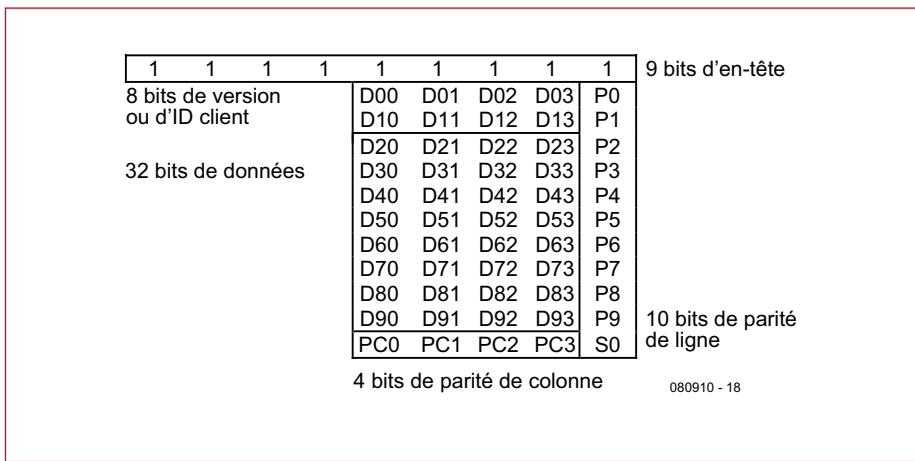 1 1 1 1 1 1 1 1 1 9 bits d'en-tête
8 bits de version D00 D01 D02 D03 P0
ou d'ID client D10 D11 D12 D13 P1
D20 D21 D22 D23 P2
32 bits de données D30 D31 D32 D33 P3
D40 D41 D42 D43 P4
D50 D51 D52 D53 P5
D60 D61 D62 D63 P6
D70 D71 D72 D73 P7
D80 D81 D82 D83 P8
D90 D91 D92 D93 P9 10 bits de parité
PC0 PC1 PC2 PC3 S0 de ligne
4 bits de parité de colonne
080910 - 18